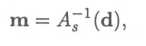 𝐦 = A_s^{-1}(𝐝),